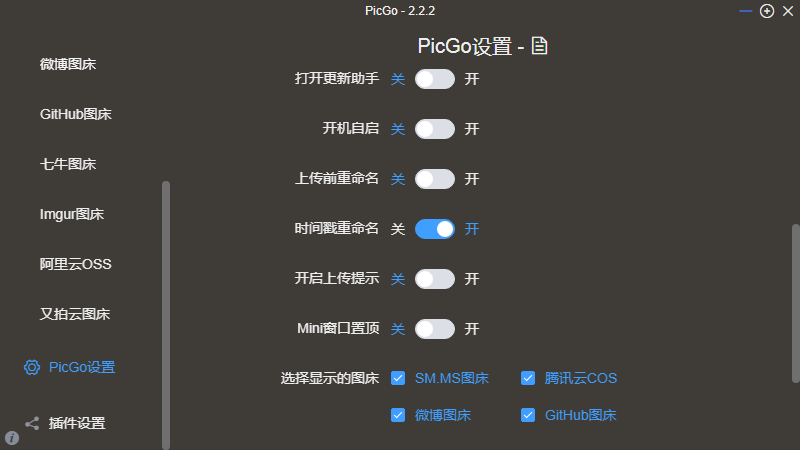 PicGo - 2.2.2
微博图床
GitHub图床
七牛图床
Imgur图床
阿里云OSS
又拍云图床
PicGo设置
插件设置
PicGo设置 -
打开更新助手 关 开
开机自启 关 开
上传前重命名 关 开
时间戳重命名 关 开
开启上传提示 关 开
Mini窗口置顶 关 开
选择显示的图床 SM.MS图床 腾讯云COS
微博图床 GitHub图床